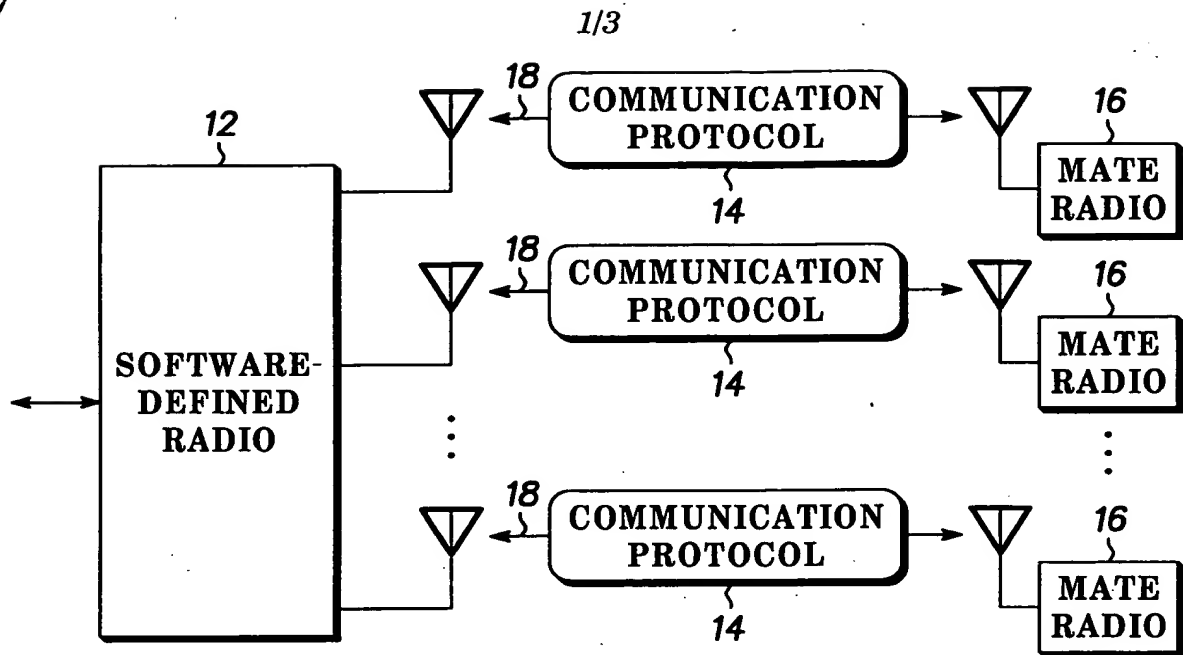 1/3
12
SOFTWARE-
DEFINED
RADIO
18
COMMUNICATION
PROTOCOL
14
16
MATE
RADIO
18
COMMUNICATION
PROTOCOL
14
16
MATE
RADIO
18
COMMUNICATION
PROTOCOL
14
16
MATE
RADIO